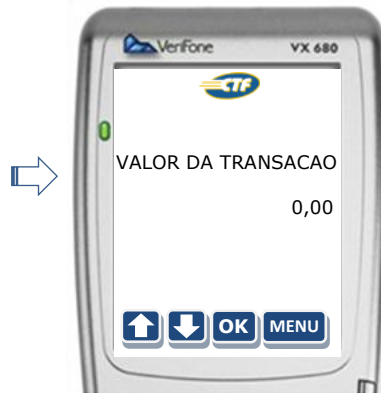 VeriFone VX 680
CTF
VALOR DA TRANSACAO
0,00
OK MENU